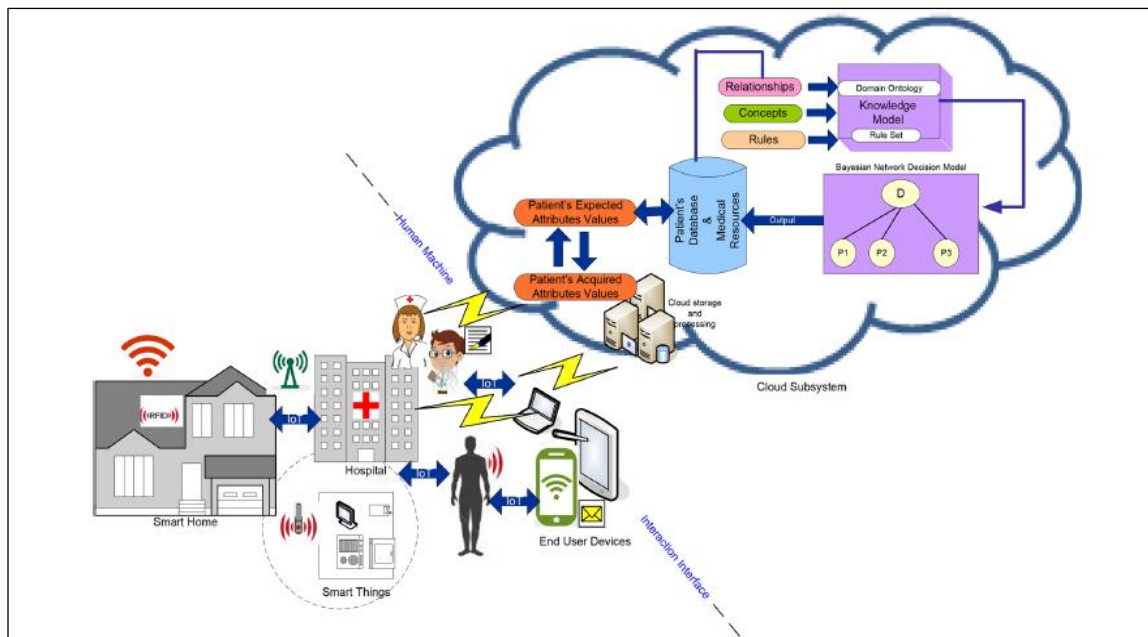 Relationships
Domain Ontology
Concepts
Knowledge
Model
Rules
Rule Set
Bayesian Network Decision Model
D
P1
P2
P3
Output
Patient's
Database
&
Medical
Resources
Patient's Expected
Attributes Values
Patient's Acquired
Attributes Values
Cloud storage
and
processing
Cloud Subsystem
Human Machine
Interaction Interface
RFID
IoT
Smart Home
Hospital
IoT
IoT
IoT
End User Devices
Smart Things